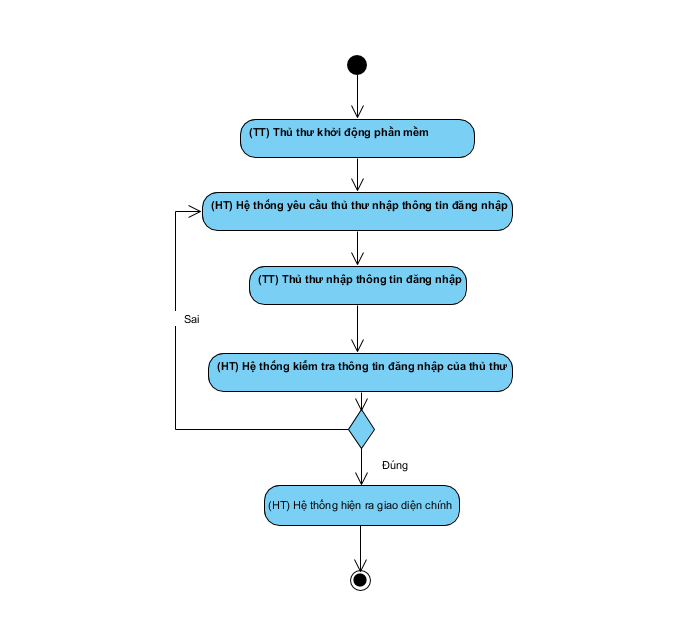 (TT) Thủ thư khởi động phần mềm
(HT) Hệ thống yêu cầu thủ thư nhập thông tin đăng nhập
(TT) Thủ thư nhập thông tin đăng nhập
Sai
(HT) Hệ thống kiểm tra thông tin đăng nhập của thủ thư
Đúng
(HT) Hệ thống hiện ra giao diện chính